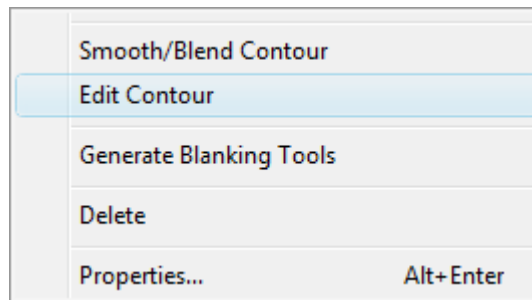 Smooth/Blend Contour
Edit Contour
Generate Blanking Tools
Delete
Properties... Alt+Enter